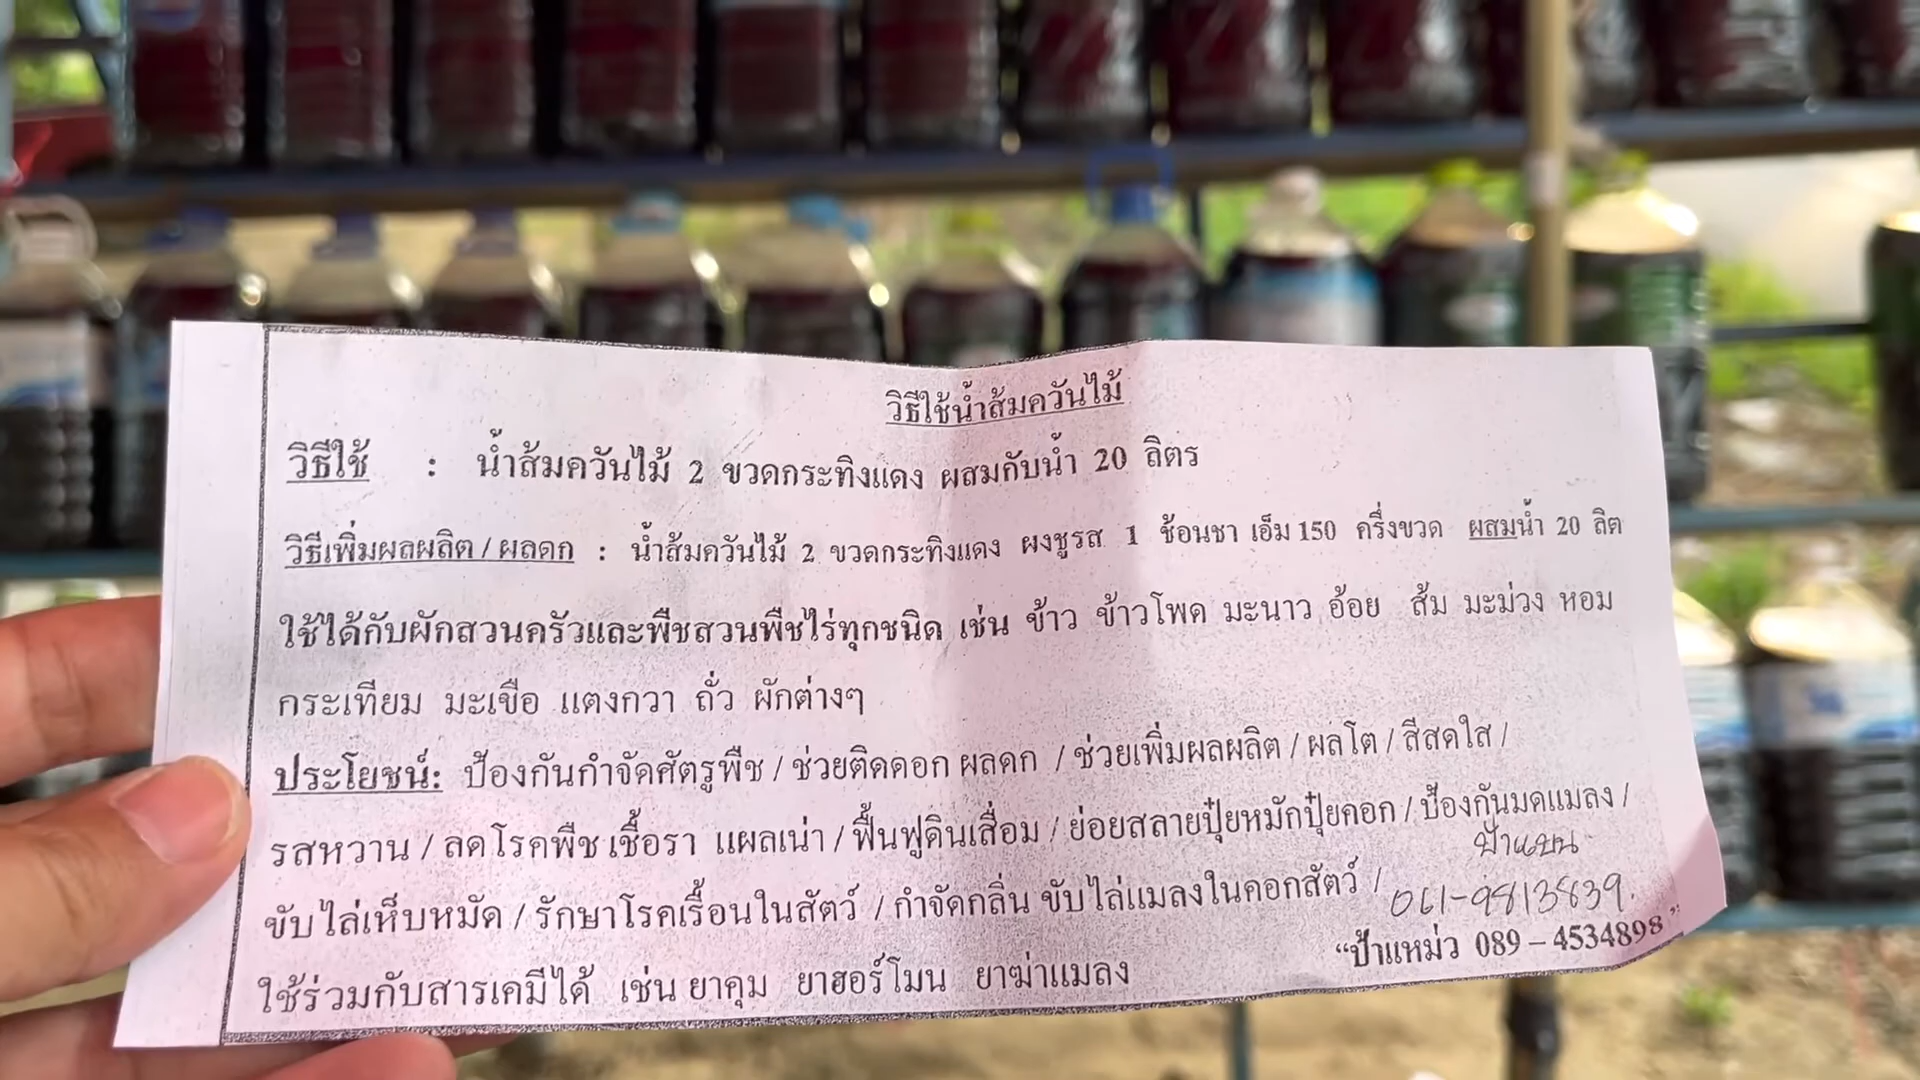 วิธีใช้น้ำส้มควันไม้
วิธีใช้ : น้ำส้มควันไม้ 2 ขวดกระทิงแดง ผสมกับน้ำ 20 ลิตร
วิธีเพิ่มผลผลิต / ผลดก : น้ำส้มควันไม้ 2 ขวดกระทิงแดง ผงชูรส 1 ช้อนชา เอ็ม 150 ครึ่งขวด ผสมน้ำ 20 ลิต
ใช้ได้กับผักสวนครัวและพืชสวนพืชไร่ทุกชนิด เช่น ข้าว ข้าวโพด มะนาว อ้อย ส้ม มะม่วง หอม
กระเทียม มะเขือ แตงกวา ถั่ว ผักต่างๆ
ประโยชน์: ป้องกันกำจัดศัตรูพืช / ช่วยติดดอก ผลดก / ช่วยเพิ่มผลผลิต / ผลโต / สีสดใส /
รสหวาน / ลดโรคพืช เชื้อรา แผลเน่า / ฟื้นฟูดินเสื่อม / ย่อยสลายปุ๋ยหมักปุ๋ยคอก / ป้องกันมดแมลง /
ขับไล่เห็บหมัด / รักษาโรคเรื้อนในสัตว์ / กำจัดกลิ่น ขับไล่แมลงในคอกสัตว์ /
ใช้ร่วมกับสารเคมีได้ เช่น ยาคุม ยาฮอร์โมน ยาฆ่าแมลง
"ป้าแหม่ว 089 – 4534898"